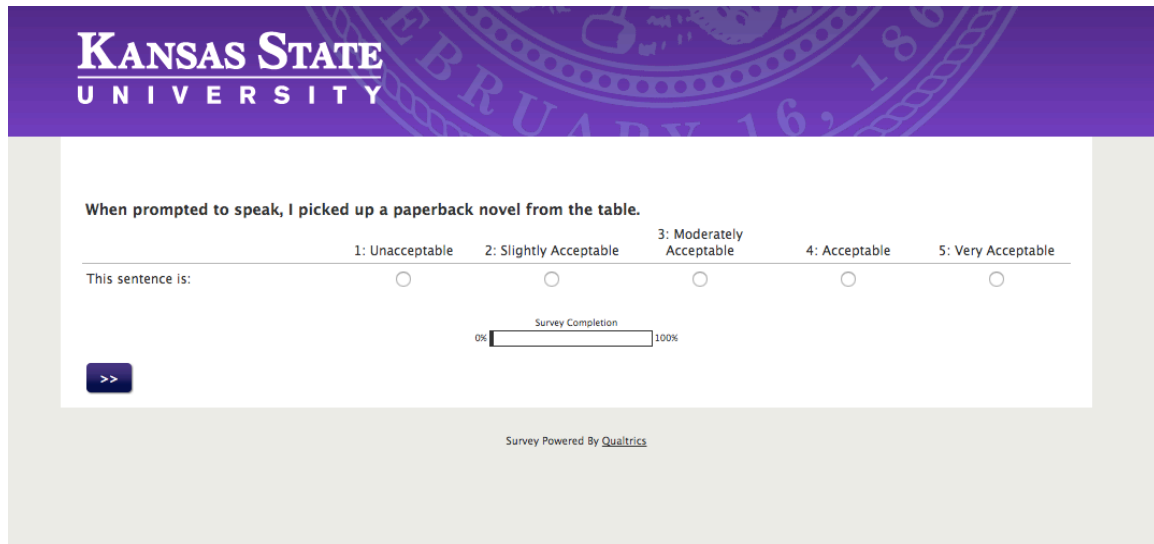 KANSAS STATE
UNIVERSITY
EBRUARY 16, 186
When prompted to speak, I picked up a paperback novel from the table.
1: Unacceptable 2: Slightly Acceptable 3: Moderately Acceptable 4: Acceptable 5: Very Acceptable
This sentence is:
Survey Completion
0% 100%
>>
Survey Powered By Qualtrics